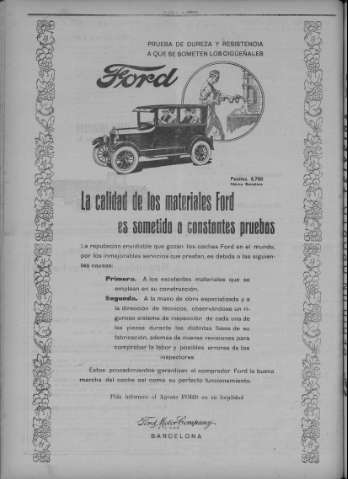 PRUEBA DE DUREZA Y RESISTENCIA
A QUE SE SOMETEN LOS CIGÜEÑALES
Ford
Pesetas 5.750
La calidad de los materiales Ford
es sometida a constantes pruebas
La reputación envidiable que gozan los coches Ford en el mundo,
por los inmejorables servicios que prestan, es debida a las siguien-
tes causas:
Primera. A los excelentes materiales que se
emplean en su construcción.
Segunda. A la mano de obra especializada y a
la dirección de técnicos, observándose un ri-
guroso sistema de inspección de cada una de
las piezas durante las distintas fases de su
fabricación, además de nuevas revisiones para
comprobar la labor y posibles errores de los
inspectores
Estos procedimientos garantizan al comprador Ford la buena
marcha del coche así como su perfecto funcionamiento.
Pida informes al Agente FORD en su localidad
Ford Motor Company
BARCELONA